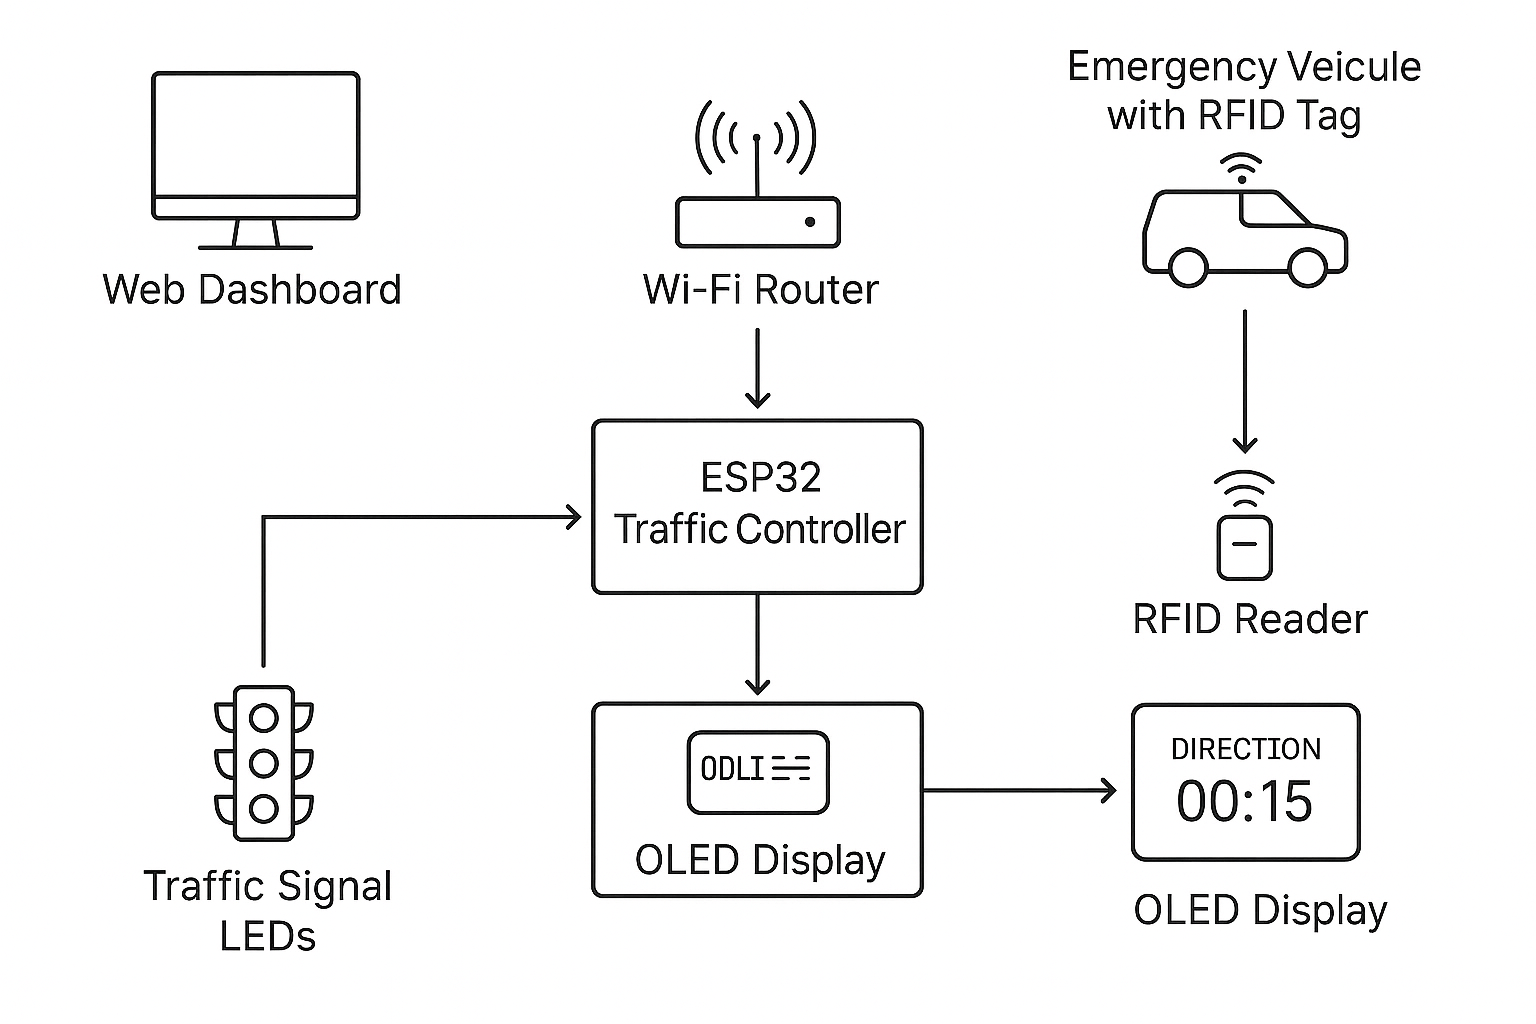 Emergency Veicule
with RFID Tag
Web Dashboard
Wi-Fi Router
ESP32
Traffic Controller
RFID Reader
ODLI
OLED Display
DIRECTION
00:15
OLED Display
Traffic Signal
LEDs